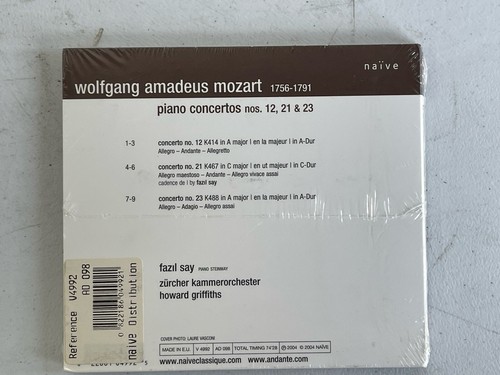 naïve
wolfgang amadeus mozart 1756-1791
piano concertos nos. 12, 21 & 23
1-3 concerto no. 12 K414 in A major | en la majeur | in A-Dur
Allegro – Andante – Allegretto
4-6 concerto no. 21 K467 in C major | en ut majeur | in C-Dur
Allegro maestoso – Andante – Allegro vivace assai
cadence de | by fazıl say
7-9 concerto no. 23 K488 in A major | en la majeur | in A-Dur
Allegro – Adagio – Allegro assai
fazıl say PIANO STEINWAY
zürcher kammerorchester
howard griffiths
Reference V4992
AD 098
0 822186 049921
naïve Distribution
COVER PHOTO: LAURE VASCONI
MADE IN E.U. V 4992 AD 098 TOTAL TIMING 74'28 ℗ 2004 © 2004 NAÏVE
www.naiveclassique.com – www.andante.com